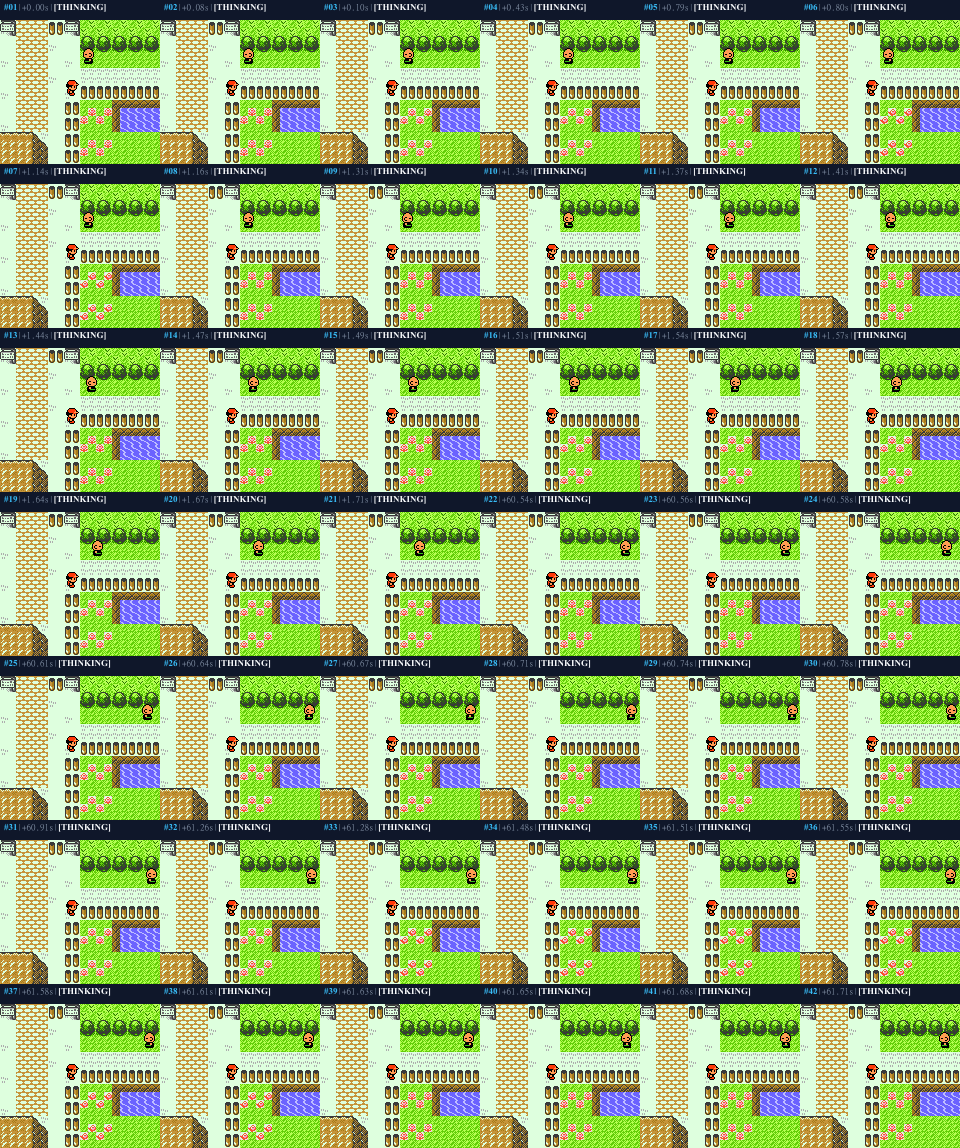 #01|+0.00s|[THINKING] #02|+0.08s|[THINKING] #03|+0.10s|[THINKING] #04|+0.43s|[THINKING] #05|+0.79s|[THINKING] #06|+0.80s|[THINKING]
#07|+1.14s|[THINKING] #08|+1.16s|[THINKING] #09|+1.31s|[THINKING] #10|+1.34s|[THINKING] #11|+1.37s|[THINKING] #12|+1.41s|[THINKING]
#13|+1.44s|[THINKING] #14|+1.47s|[THINKING] #15|+1.49s|[THINKING] #16|+1.51s|[THINKING] #17|+1.54s|[THINKING] #18|+1.57s|[THINKING]
#19|+1.64s|[THINKING] #20|+1.67s|[THINKING] #21|+1.71s|[THINKING] #22|+60.54s|[THINKING] #23|+60.56s|[THINKING] #24|+60.58s|[THINKING]
#25|+60.61s|[THINKING] #26|+60.64s|[THINKING] #27|+60.67s|[THINKING] #28|+60.71s|[THINKING] #29|+60.74s|[THINKING] #30|+60.78s|[THINKING]
#31|+60.91s|[THINKING] #32|+61.26s|[THINKING] #33|+61.28s|[THINKING] #34|+61.48s|[THINKING] #35|+61.51s|[THINKING] #36|+61.55s|[THINKING]
#37|+61.58s|[THINKING] #38|+61.61s|[THINKING] #39|+61.63s|[THINKING] #40|+61.65s|[THINKING] #41|+61.68s|[THINKING] #42|+61.71s|[THINKING]